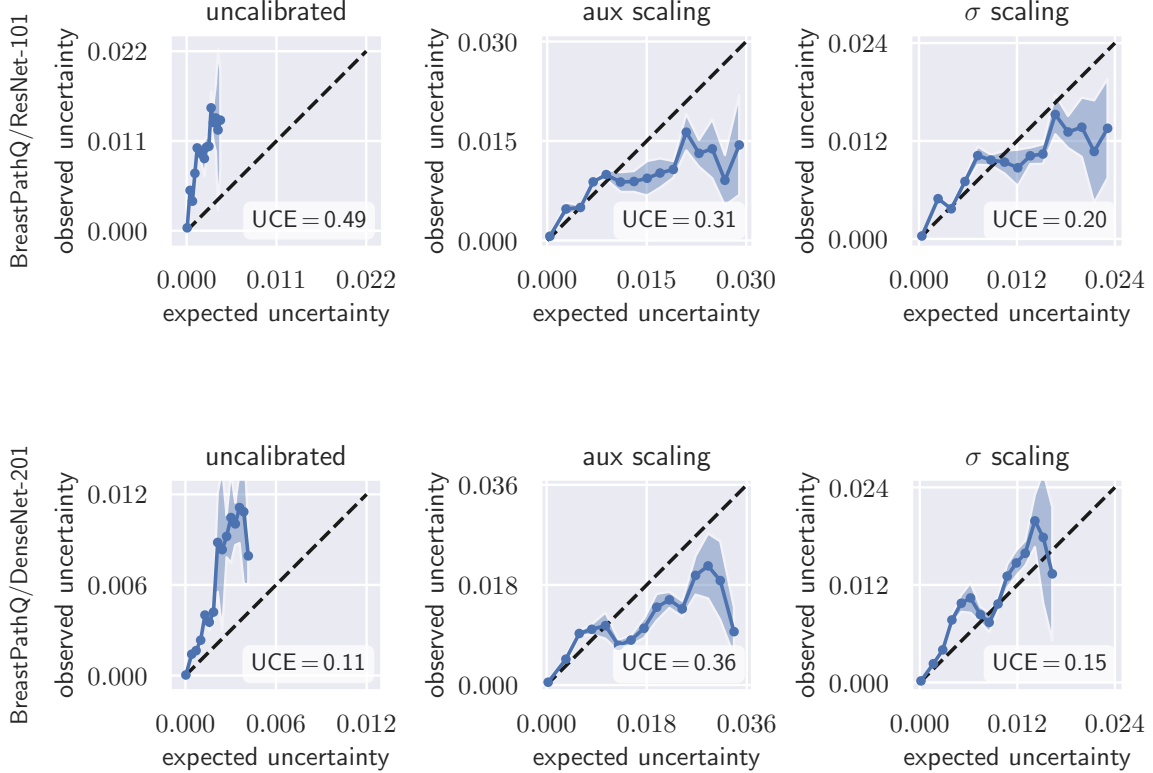 BreastPathQ/ResNet-101
uncalibrated
observed uncertainty
0.022
0.011
0.000
UCE = 0.49
0.000 0.011 0.022
expected uncertainty
aux scaling
observed uncertainty
0.030
0.015
0.000
UCE = 0.31
0.000 0.015 0.030
expected uncertainty
σ scaling
observed uncertainty
0.024
0.012
0.000
UCE = 0.20
0.000 0.012 0.024
expected uncertainty
BreastPathQ/DenseNet-201
uncalibrated
observed uncertainty
0.012
0.006
0.000
UCE = 0.11
0.000 0.006 0.012
expected uncertainty
aux scaling
observed uncertainty
0.036
0.018
0.000
UCE = 0.36
0.000 0.018 0.036
expected uncertainty
σ scaling
observed uncertainty
0.024
0.012
0.000
UCE = 0.15
0.000 0.012 0.024
expected uncertainty